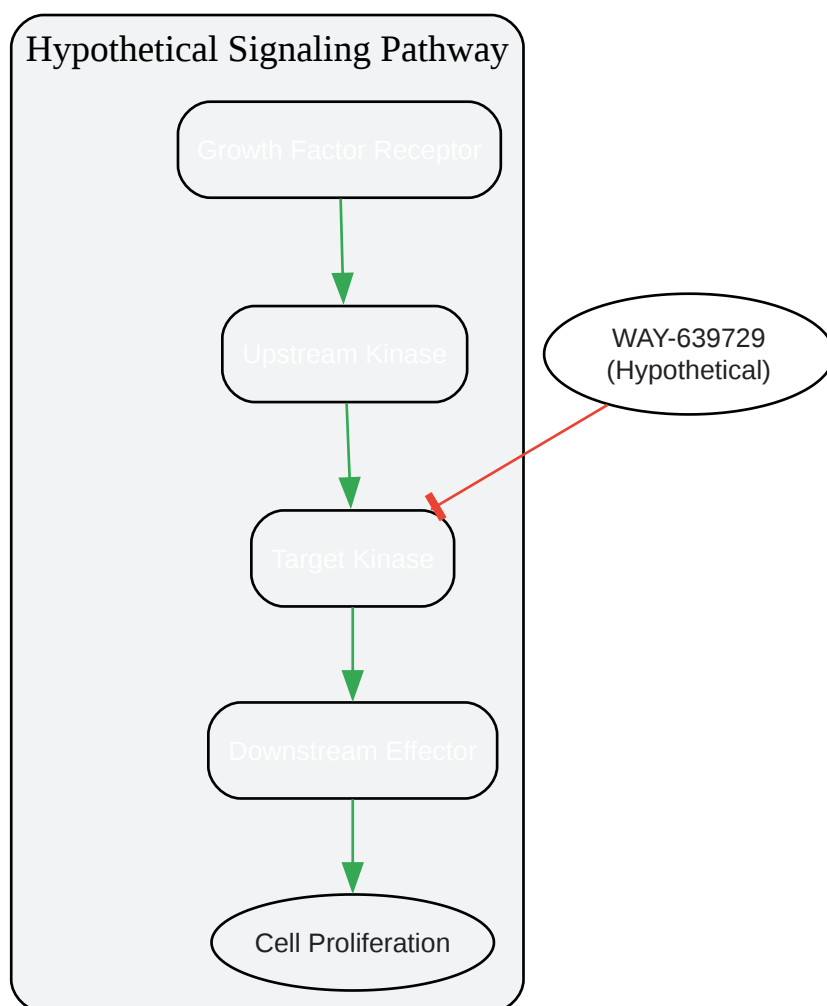 Hypothetical Signaling Pathway
Growth Factor Receptor
Upstream Kinase
WAY-639729
(Hypothetical)
Target Kinase
Downstream Effector
Cell Proliferation